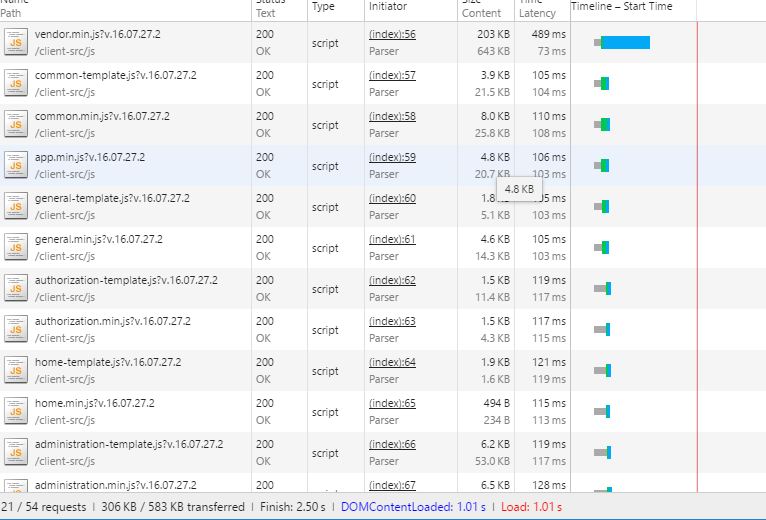 Name Status Type Initiator Size Time Timeline – Start Time
Path Text Content Latency
vendor.min.js?v.16.07.27.2 200 script (index):56 203 KB 489 ms
/client-src/js OK Parser 643 KB 73 ms
common-template.js?v.16.07.27.2 200 script (index):57 3.9 KB 105 ms
/client-src/js OK Parser 21.5 KB 104 ms
common.min.js?v.16.07.27.2 200 script (index):58 8.0 KB 110 ms
/client-src/js OK Parser 25.8 KB 108 ms
app.min.js?v.16.07.27.2 200 script (index):59 4.8 KB 106 ms
/client-src/js OK Parser 20.7 KB 103 ms
4.8 KB
general-template.js?v.16.07.27.2 200 script (index):60
/client-src/js OK Parser 5.1 KB 103 ms
general.min.js?v.16.07.27.2 200 script (index):61 4.6 KB 105 ms
/client-src/js OK Parser 14.3 KB 103 ms
authorization-template.js?v.16.07.27.2 200 script (index):62 1.5 KB 119 ms
/client-src/js OK Parser 11.4 KB 117 ms
authorization.min.js?v.16.07.27.2 200 script (index):63 1.5 KB 117 ms
/client-src/js OK Parser 4.3 KB 115 ms
home-template.js?v.16.07.27.2 200 script (index):64 1.9 KB 121 ms
/client-src/js OK Parser 1.6 KB 119 ms
home.min.js?v.16.07.27.2 200 script (index):65 494 B 115 ms
/client-src/js OK Parser 234 B 113 ms
administration-template.js?v.16.07.27.2 200 script (index):66 6.2 KB 119 ms
/client-src/js OK Parser 53.0 KB 117 ms
administration.min.js?v.16.07.27.2 200 script (index):67 6.5 KB 128 ms
21 / 54 requests | 306 KB / 583 KB transferred | Finish: 2.50 s | DOMContentLoaded: 1.01 s | Load: 1.01 s